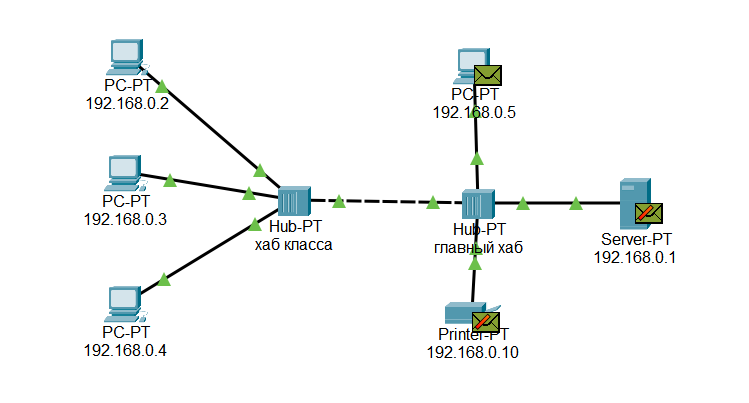 PC-PT
192.168.0.2
PC-PT
192.168.0.5
PC-PT
192.168.0.3
Hub-PT
хаб класса
Hub-PT
главный хаб
Server-PT
192.168.0.1
PC-PT
192.168.0.4
Printer-PT
192.168.0.10